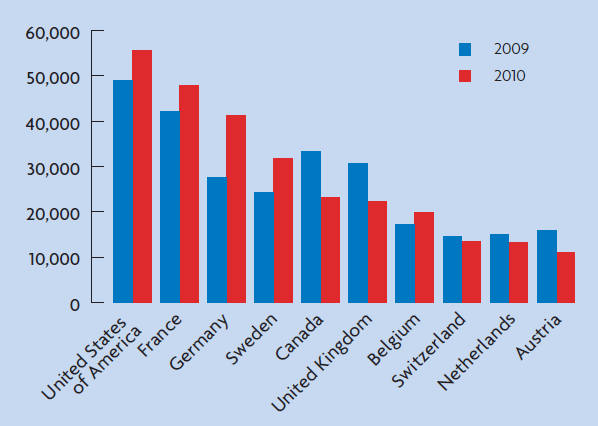 60,000
50,000
40,000
30,000
20,000
10,000
0
2009
2010
United States
of America
France
Germany
Sweden
Canada
United Kingdom
Belgium
Switzerland
Netherlands
Austria